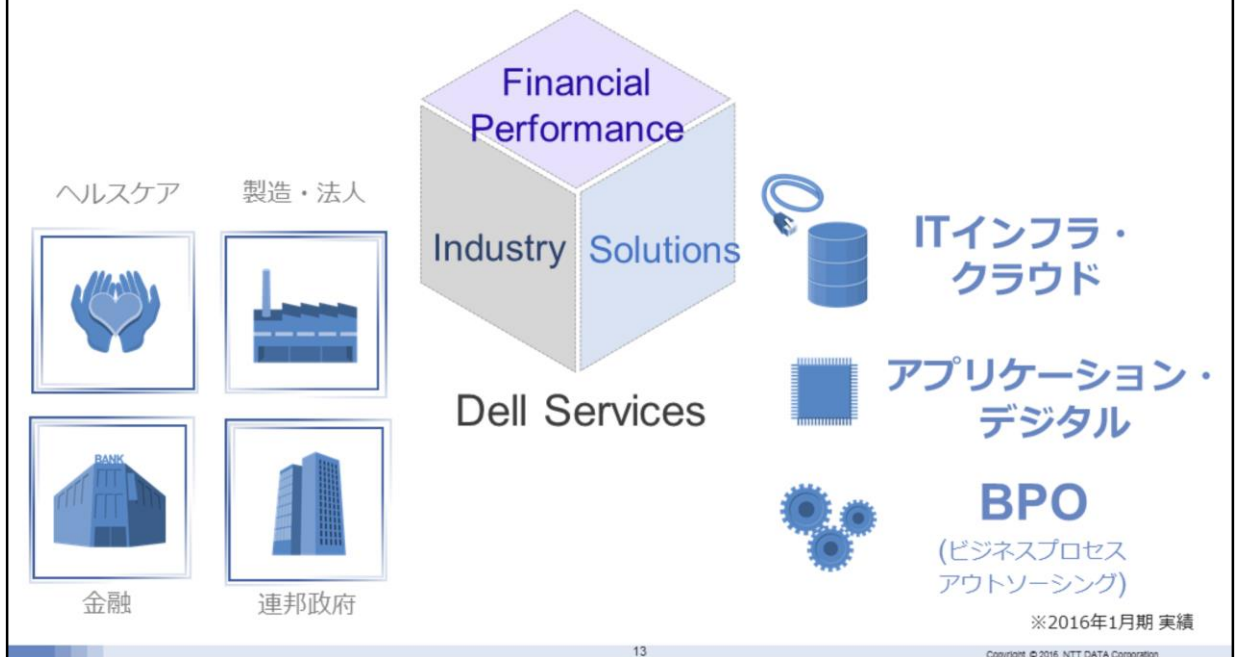 Financial
Performance
Industry
Solutions
Dell Services
ヘルスケア
製造・法人
BANK
金融
連邦政府
ITインフラ・
クラウド
アプリケーション・
デジタル
BPO
(ビジネスプロセス
アウトソーシング)
※2016年1月期 実績
13
Copyright © 2016 NTT DATA Corporation